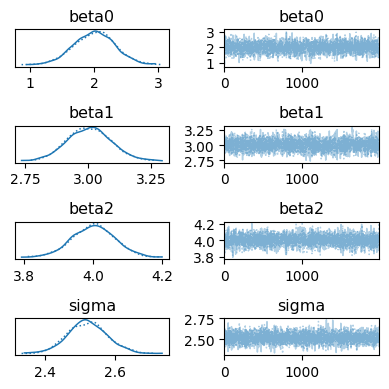 beta0 beta0
3
2
1
1 2 3 0 1000
beta1 beta1
3.25
3.00
2.75
2.75 3.00 3.25 0 1000
beta2 beta2
4.2
4.0
3.8
3.8 4.0 4.2 0 1000
sigma sigma
2.75
2.50
2.4 2.6 0 1000